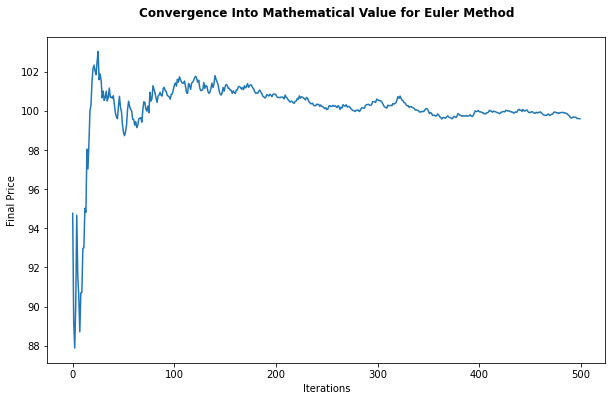 Convergence Into Mathematical Value for Euler Method
102
100
98
96
94
92
90
88
Final Price
0 100 200 300 400 500
Iterations